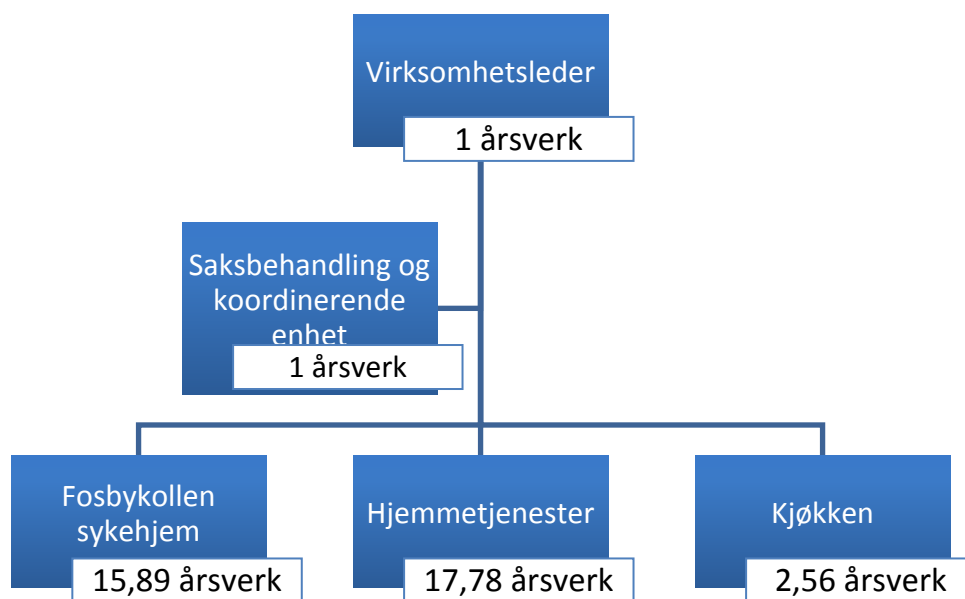 Virksomhetsleder
1 årsverk
Saksbehandling og
koordinerende
enhet
1 årsverk
Fosbykollen
sykehjem
15,89 årsverk
Hjemmetjenester
17,78 årsverk
Kjøkken
2,56 årsverk